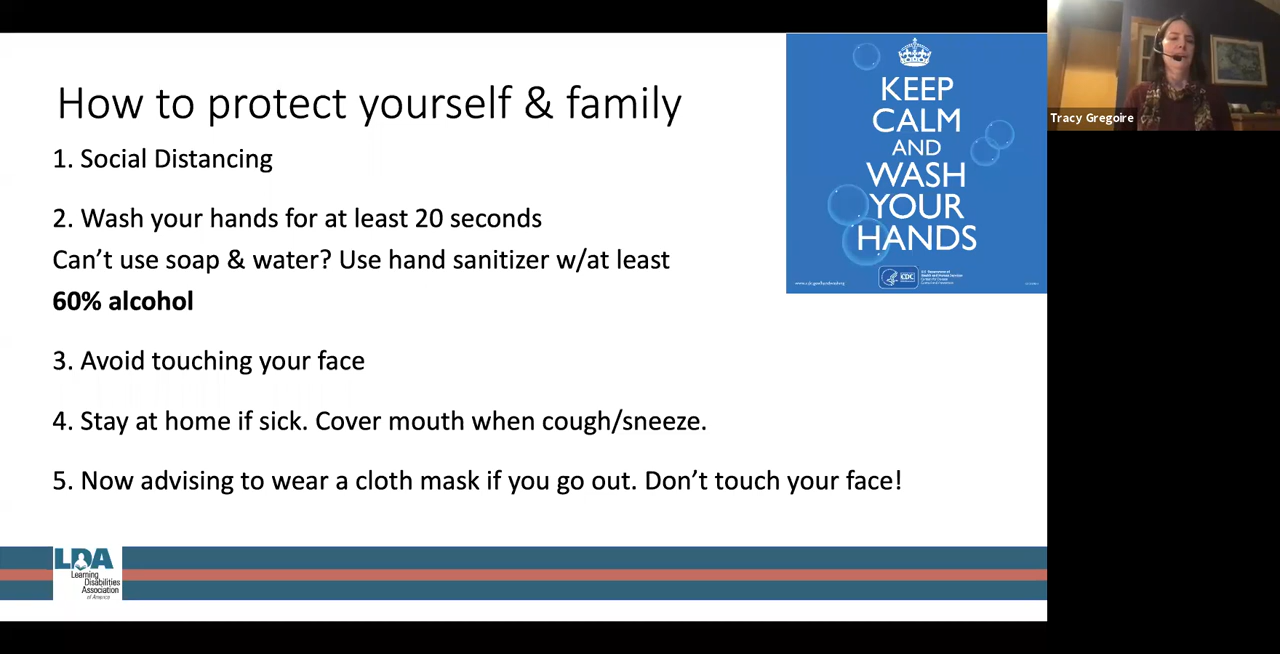 How to protect yourself & family
1. Social Distancing
2. Wash your hands for at least 20 seconds
Can’t use soap & water? Use hand sanitizer w/at least
60% alcohol
3. Avoid touching your face
4. Stay at home if sick. Cover mouth when cough/sneeze.
5. Now advising to wear a cloth mask if you go out. Don’t touch your face!
KEEP
CALM
AND
WASH
YOUR
HANDS
CDC
Tracy Gregoire
LDA
Learning
Disabilities
Association
of America